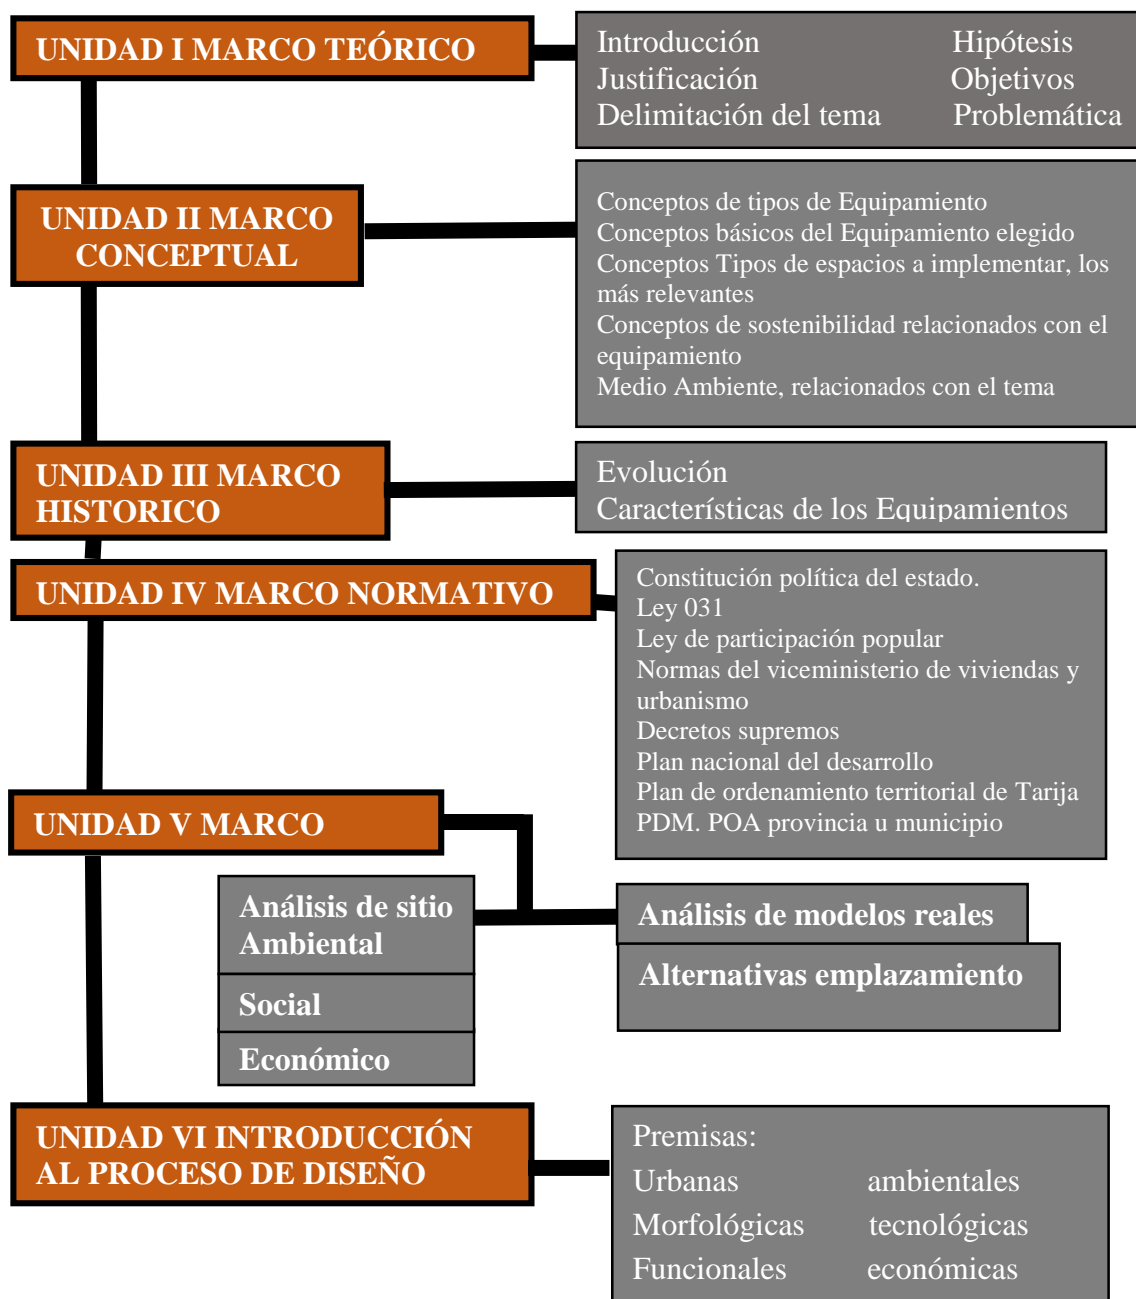 UNIDAD I MARCO TEÓRICO
Introducción Hipótesis
Justificación Objetivos
Delimitación del tema Problemática
UNIDAD II MARCO
CONCEPTUAL
Conceptos de tipos de Equipamiento
Conceptos básicos del Equipamiento elegido
Conceptos Tipos de espacios a implementar, los
más relevantes
Conceptos de sostenibilidad relacionados con el
equipamiento
Medio Ambiente, relacionados con el tema
UNIDAD III MARCO
HISTORICO
Evolución
Características de los Equipamientos
UNIDAD IV MARCO NORMATIVO
Constitución política del estado.
Ley 031
Ley de participación popular
Normas del viceministerio de viviendas y
urbanismo
Decretos supremos
Plan nacional del desarrollo
Plan de ordenamiento territorial de Tarija
PDM. POA provincia u municipio
UNIDAD V MARCO
Análisis de sitio
Ambiental
Social
Económico
Análisis de modelos reales
Alternativas emplazamiento
UNIDAD VI INTRODUCCIÓN
AL PROCESO DE DISEÑO
Premisas:
Urbanas ambientales
Morfológicas tecnológicas
Funcionales económicas